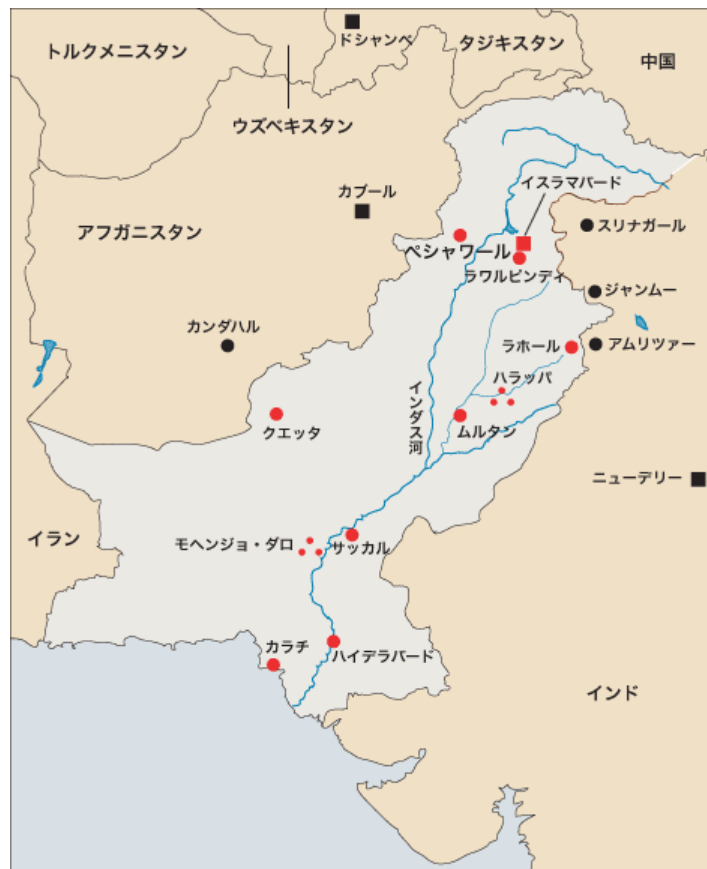 ドシャンベ
トルクメニスタン
タジキスタン
中国
ウズベキスタン
イスラマバード
カブール
アフガニスタン
スリナガール
ペシャワール
ラワルピンディ
ジャンムー
カンダハル
ラホール
アムリツァー
ハラッパ
インダス河
クエッタ
ムルタン
ニューデリー
イラン
モヘンジョ・ダロ
サッカル
カラチ
ハイデラバード
インド